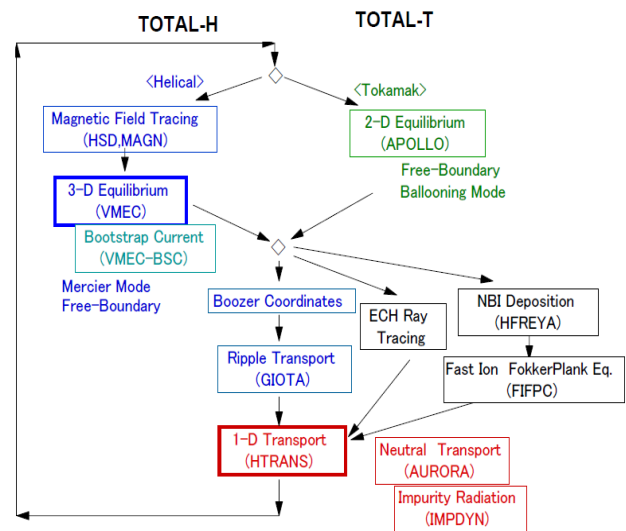 TOTAL-H
TOTAL-T
<Helical>
<Tokamak>
Magnetic Field Tracing
(HSD,MAGN)
2-D Equilibrium
(APOLLO)
Free-Boundary
Ballooning Mode
3-D Equilibrium
(VMEC)
Bootstrap Current
(VMEC-BSC)
Mercier Mode
Free-Boundary
Boozer Coordinates
ECH Ray
Tracing
NBI Deposition
(HFREYA)
Ripple Transport
(GIOTA)
Fast Ion FokkerPlank Eq.
(FIFPC)
1-D Transport
(HTRANS)
Neutral Transport
(AURORA)
Impurity Radiation
(IMPDYN)